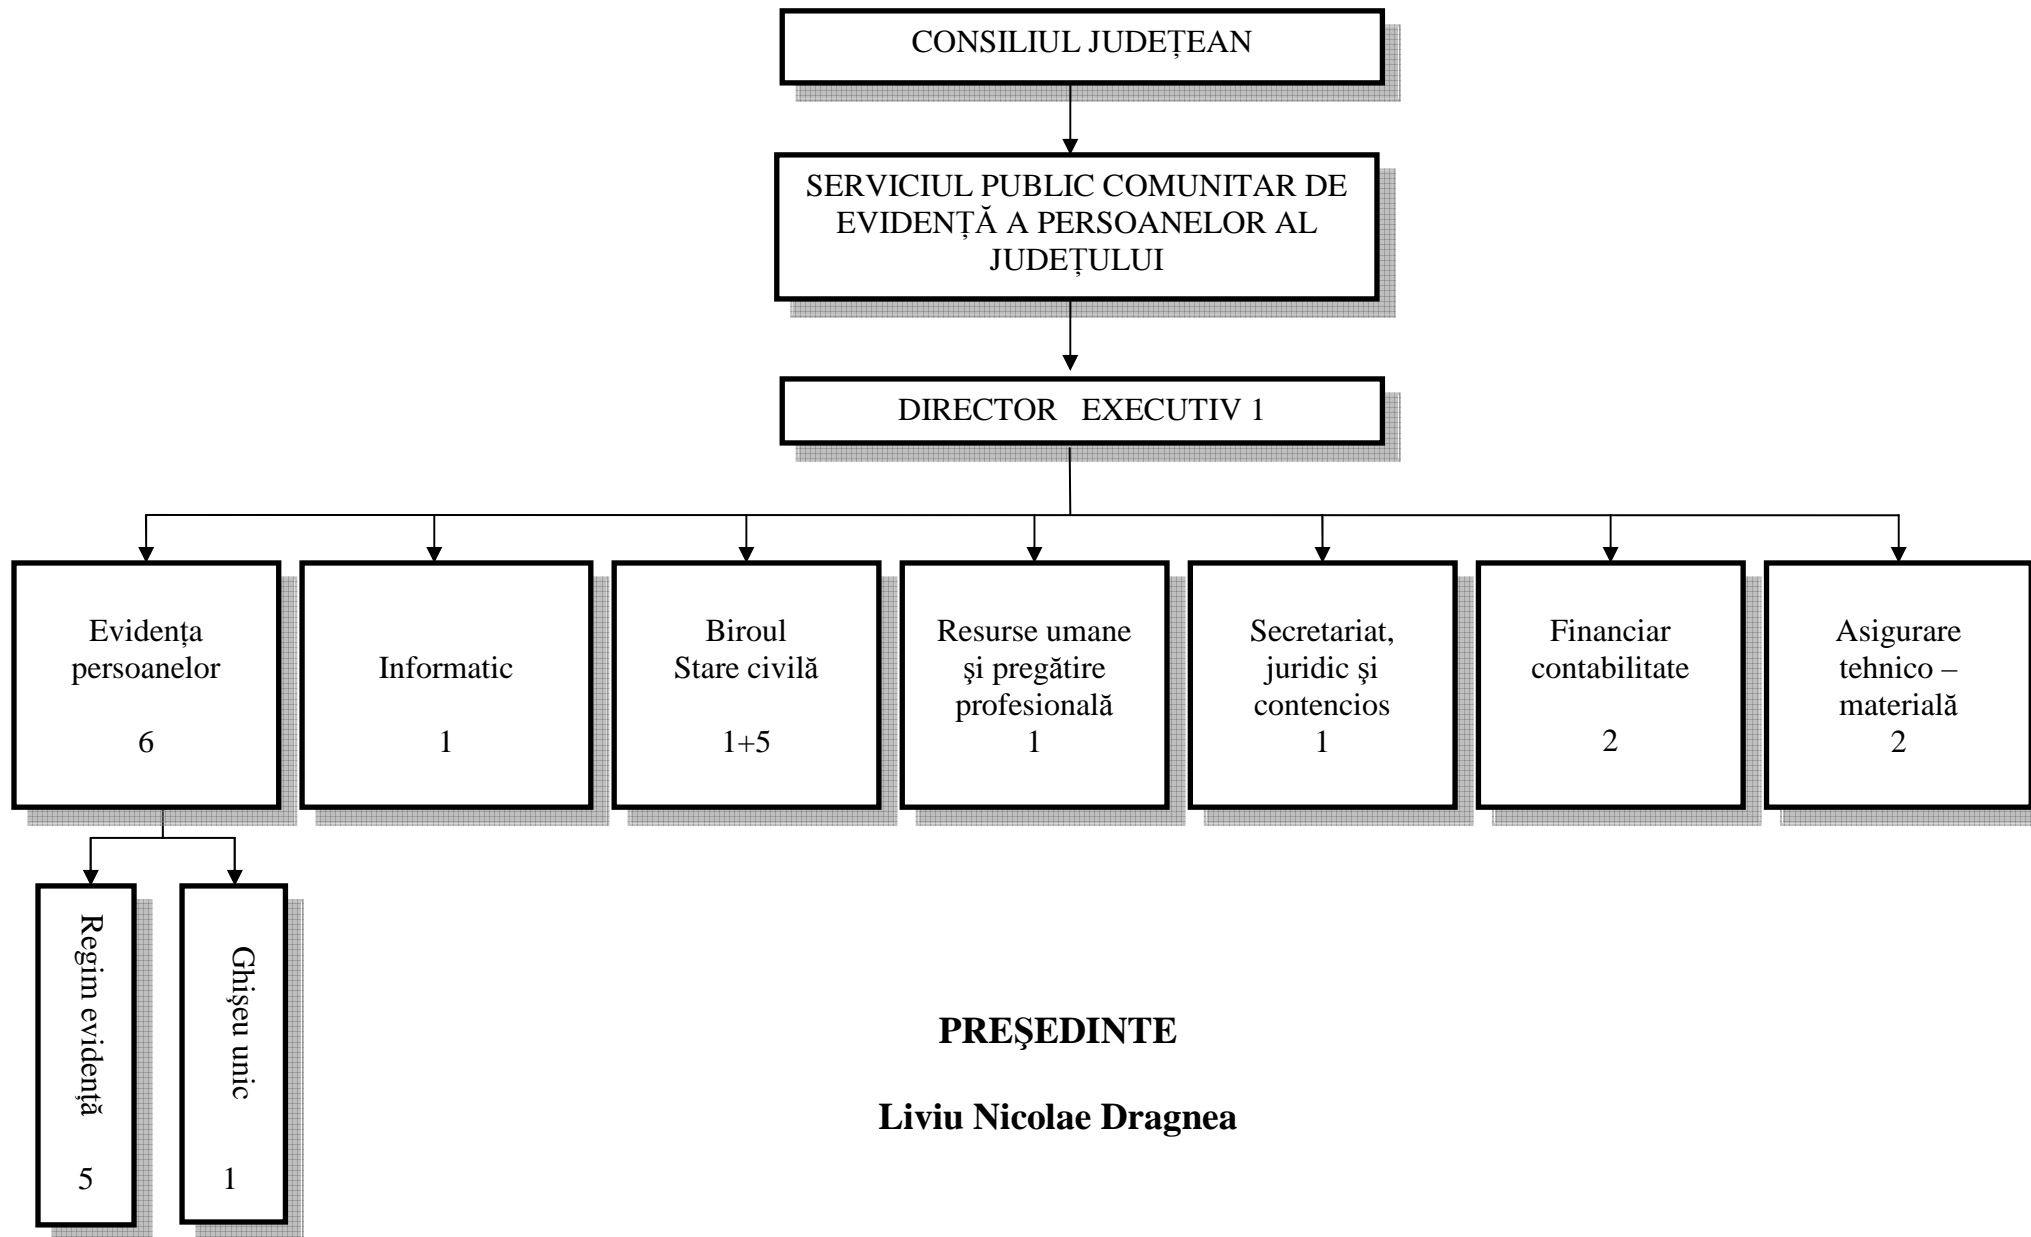 CONSILIUL JUDEȚEAN
SERVICIUL PUBLIC COMUNITAR DE
EVIDENȚĂ A PERSOANELOR AL
JUDEȚULUI
DIRECTOR EXECUTIV 1
Evidența
persoanelor
6
Informatic
1
Biroul
Stare civilă
1+5
Resurse umane
şi pregătire
profesională
1
Secretariat,
juridic şi
contencios
1
Financiar
contabilitate
2
Asigurare
tehnico –
materială
2
Regim evidență
5
Ghişeu unic
1
PREŞEDINTE
Liviu Nicolae Dragnea